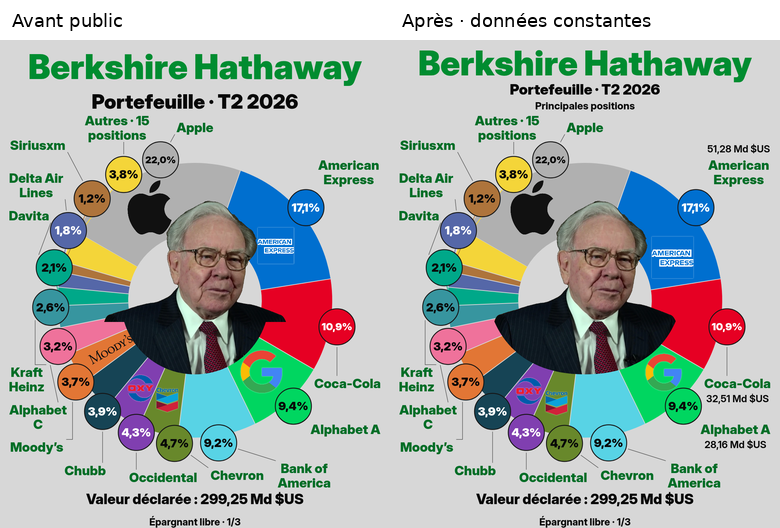 Avant public
Berkshire Hathaway
Portefeuille · T2 2026
Autres · 15
positions
Apple
Siriusxm
22,0%
3,8%
American
Express
Delta Air
Lines
1,2%
17,1%
Davita
1,8%
AMERICAN
EXPRESS
2,1%
2,6%
10,9%
3,2%
MOODY'S
Kraft
Heinz
3,7%
OXY
Chevron
G
Coca-Cola
Alphabet
C
3,9%
9,4%
4,3%
4,7%
9,2%
Alphabet A
Moody's
Chubb
Occidental
Chevron
Bank of
America
Valeur déclarée : 299,25 Md $US
Épargnant libre · 1/3
Après · données constantes
Berkshire Hathaway
Portefeuille · T2 2026
Principales positions
Autres · 15
positions
Apple
Siriusxm
22,0%
51,28 Md $US
3,8%
American
Express
Delta Air
Lines
1,2%
17,1%
Davita
1,8%
AMERICAN
EXPRESS
2,1%
2,6%
10,9%
3,2%
Kraft
Heinz
3,7%
OXY
Chevron
G
Coca-Cola
32,51 Md $US
Alphabet
C
3,9%
9,4%
4,3%
4,7%
9,2%
Alphabet A
28,16 Md $US
Moody's
Chubb
Occidental
Chevron
Bank of
America
Valeur déclarée : 299,25 Md $US
Épargnant libre · 1/3